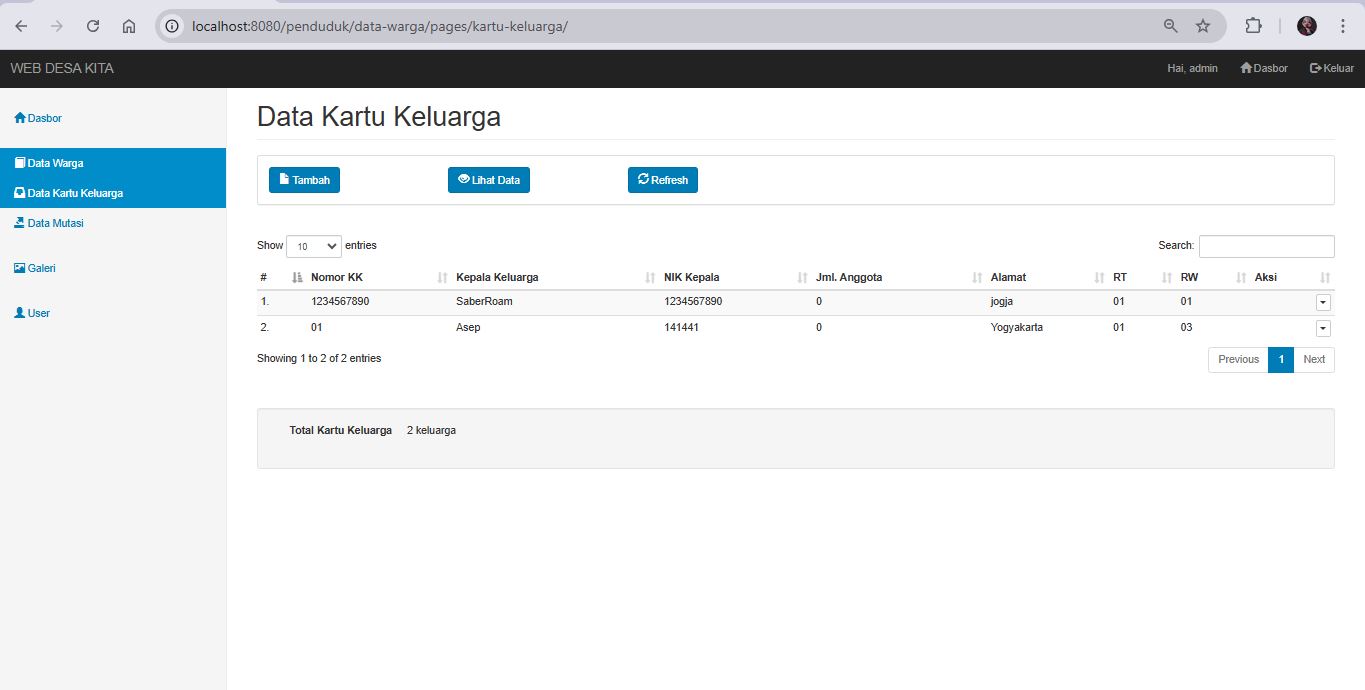 localhost:8080/penduduk/data-warga/pages/kartu-keluarga/
WEB DESA KITA
Hai, admin Dasbor Keluar
Dasbor
Data Warga
Data Kartu Keluarga
Data Mutasi
Galeri
User
Data Kartu Keluarga
Tambah Lihat Data Refresh
Show 10 entries Search:
# Nomor KK Kepala Keluarga NIK Kepala Jml. Anggota Alamat RT RW Aksi
1. 1234567890 SaberRoam 1234567890 0 jogja 01 01
2. 01 Asep 141441 0 Yogyakarta 01 03
Showing 1 to 2 of 2 entries
Previous 1 Next
Total Kartu Keluarga 2 keluarga